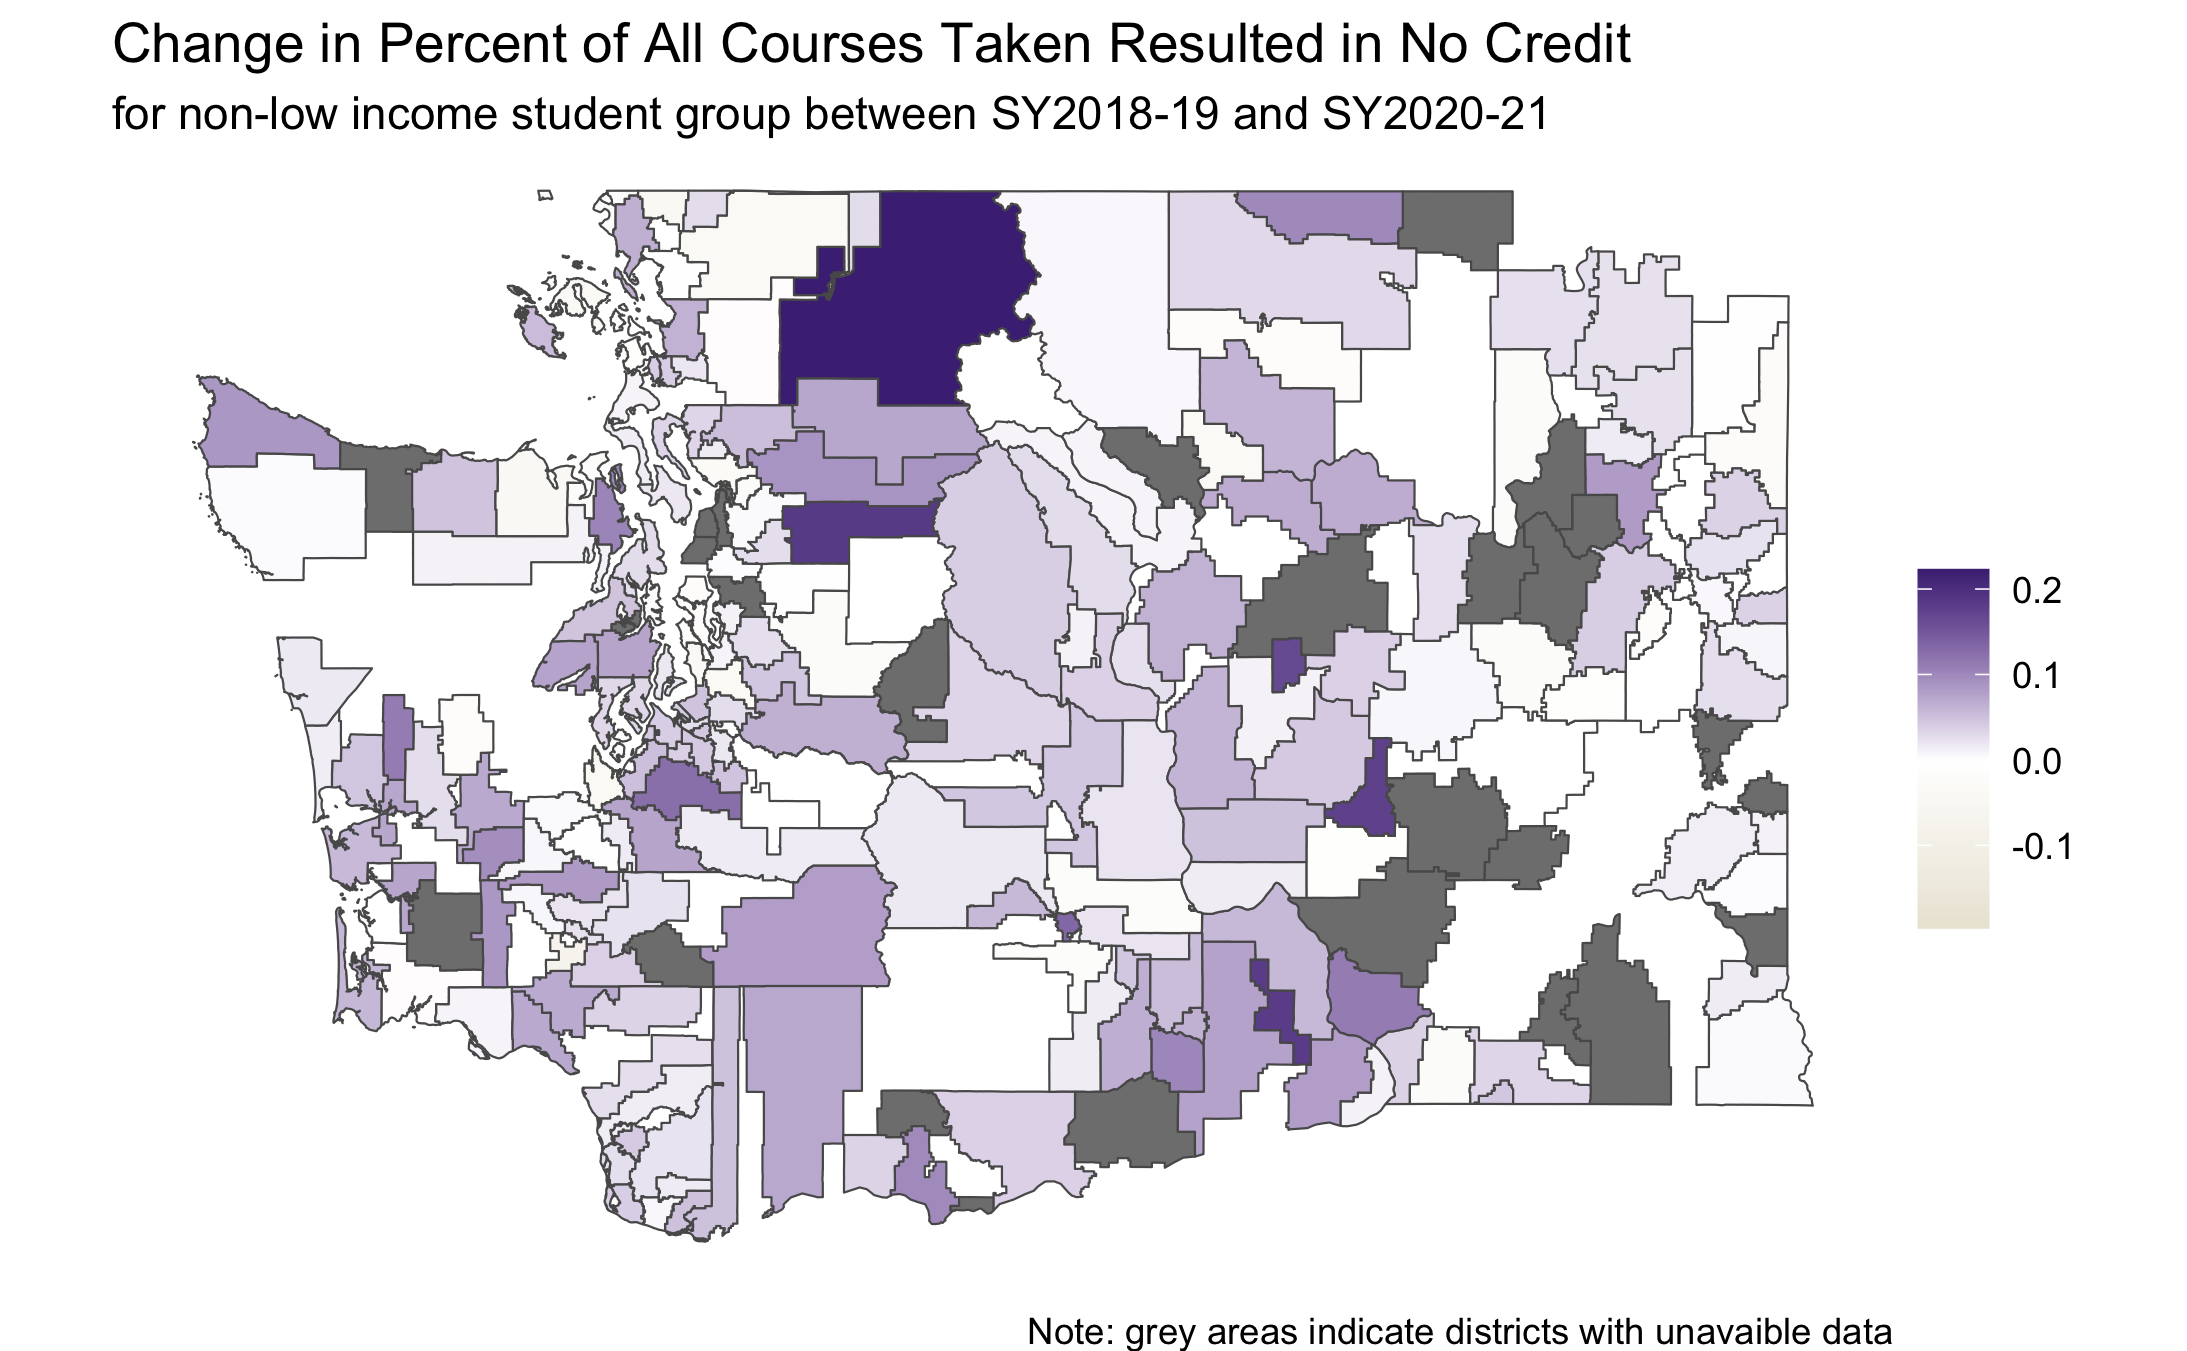 Change in Percent of All Courses Taken Resulted in No Credit
for non-low income student group between SY2018-19 and SY2020-21
0.2
0.1
0.0
-0.1
Note: grey areas indicate districts with unavaible data